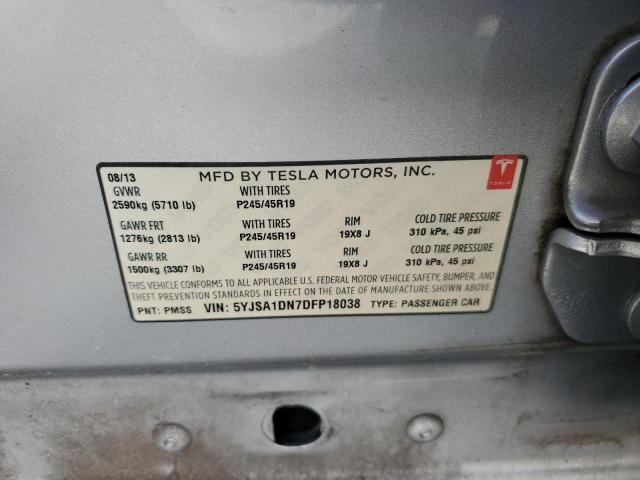 08/13 MFD BY TESLA MOTORS, INC.
GVWR WITH TIRES
2590kg (5710 lb) P245/45R19
TESLA
GAWR FRT WITH TIRES RIM COLD TIRE PRESSURE
1276kg (2813 lb) P245/45R19 19X8 J 310 kPa, 45 psi
GAWR RR WITH TIRES RIM COLD TIRE PRESSURE
1500kg (3307 lb) P245/45R19 19X8 J 310 kPa, 45 psi
THIS VEHICLE CONFORMS TO ALL APPLICABLE U.S. FEDERAL MOTOR VEHICLE SAFETY, BUMPER, AND
THEFT PREVENTION STANDARDS IN EFFECT ON THE DATE OF MANUFACTURE SHOWN ABOVE.
PNT: PMSS VIN: 5YJSA1DN7DFP18038 TYPE: PASSENGER CAR